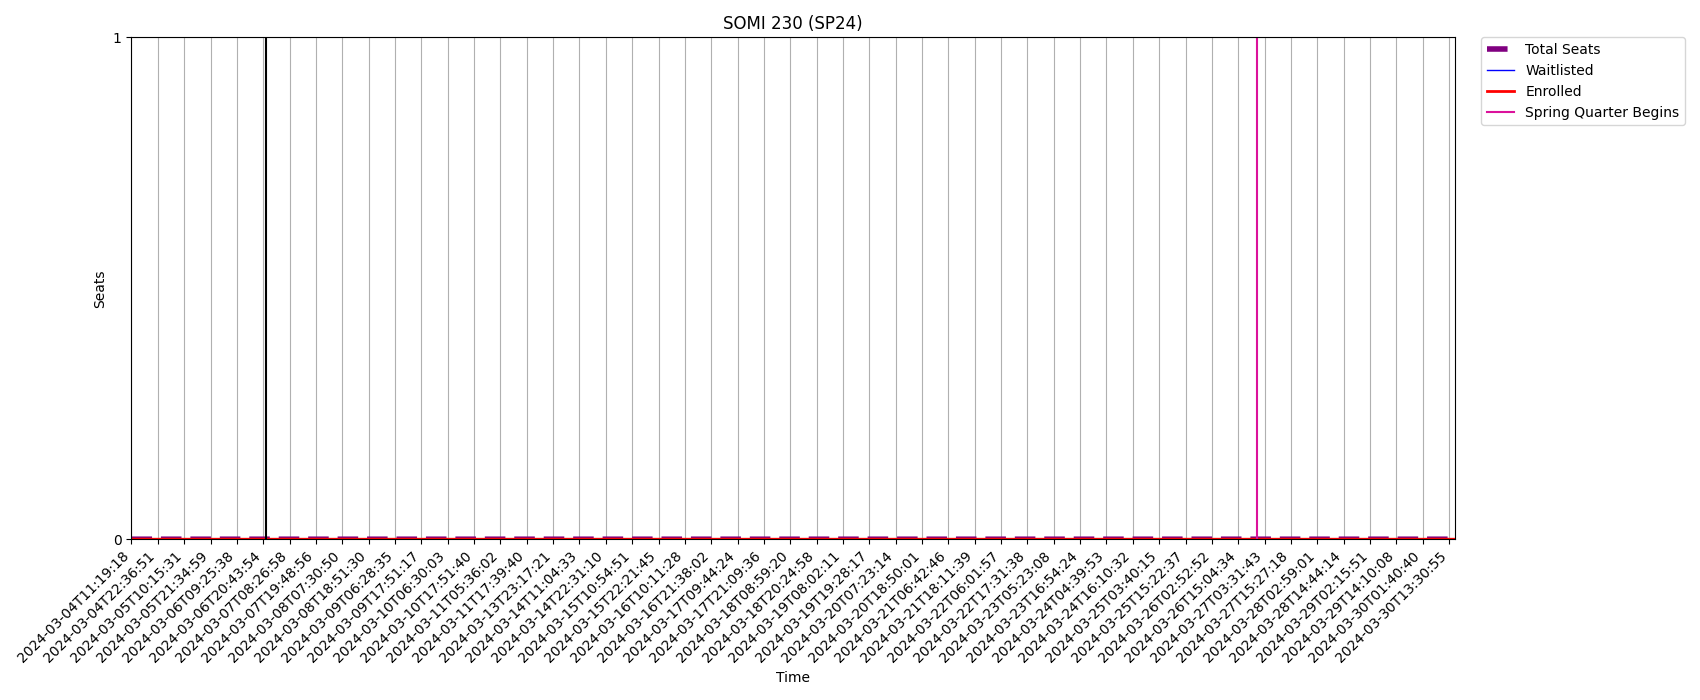 SOMI 230 (SP24)
1
0
Seats
Total Seats
Waitlisted
Enrolled
Spring Quarter Begins
2024-03-04T11:19:18
2024-03-04T22:36:51
2024-03-05T10:15:31
2024-03-05T21:34:59
2024-03-06T09:25:38
2024-03-06T20:43:54
2024-03-07T08:26:58
2024-03-07T19:48:56
2024-03-08T07:30:50
2024-03-08T18:51:30
2024-03-09T06:28:35
2024-03-09T17:51:17
2024-03-10T06:30:03
2024-03-10T17:51:40
2024-03-11T05:36:02
2024-03-11T17:39:40
2024-03-13T23:17:21
2024-03-14T11:04:33
2024-03-14T22:31:10
2024-03-15T10:54:51
2024-03-15T22:21:45
2024-03-16T10:11:28
2024-03-16T21:38:02
2024-03-17T09:44:24
2024-03-17T21:09:36
2024-03-18T08:59:20
2024-03-18T20:24:58
2024-03-19T08:02:11
2024-03-19T19:28:17
2024-03-20T07:23:14
2024-03-20T18:50:01
2024-03-21T06:42:46
2024-03-21T18:11:39
2024-03-22T06:01:57
2024-03-22T17:31:38
2024-03-23T05:23:08
2024-03-23T16:54:24
2024-03-24T04:39:53
2024-03-24T16:10:32
2024-03-25T03:40:15
2024-03-25T15:22:37
2024-03-26T02:52:52
2024-03-26T15:04:34
2024-03-27T03:31:43
2024-03-27T15:27:18
2024-03-28T02:59:01
2024-03-28T14:44:14
2024-03-29T02:15:51
2024-03-29T14:10:08
2024-03-30T01:40:40
2024-03-30T13:30:55
Time